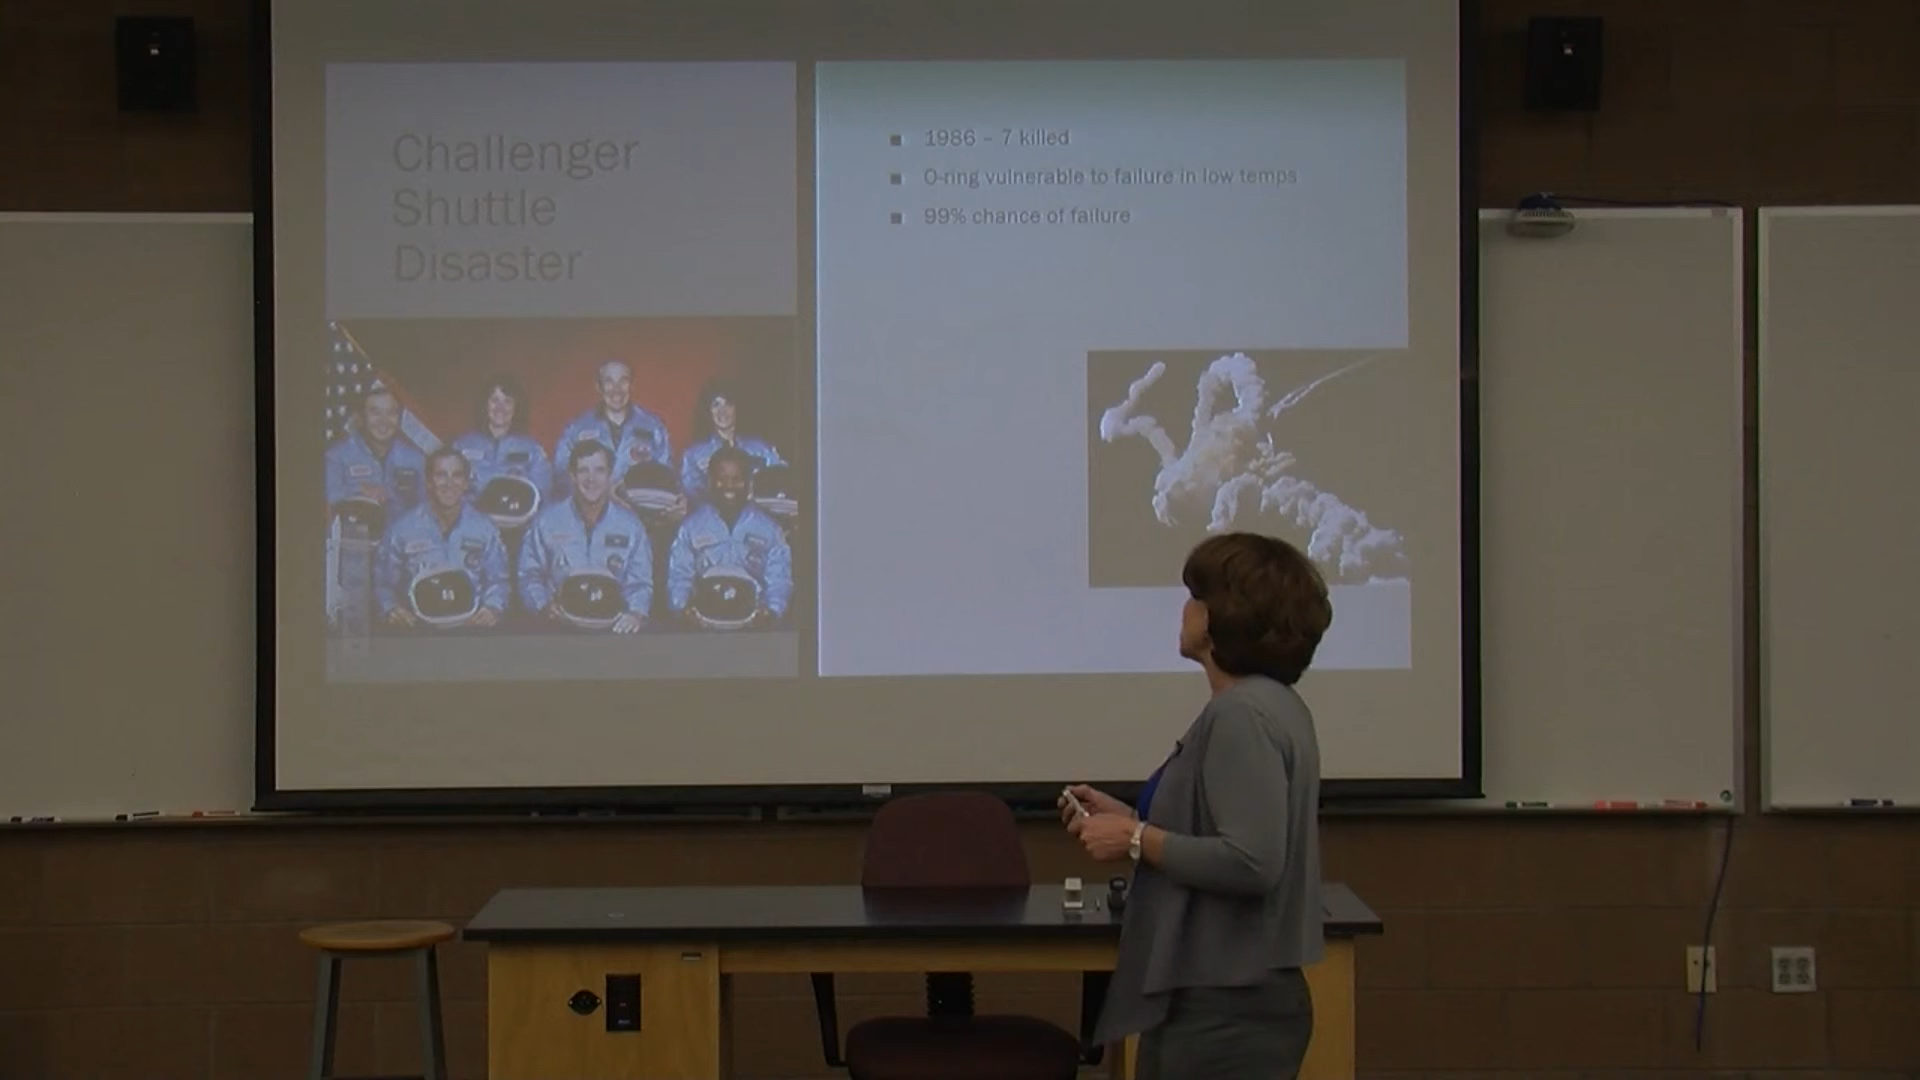 Challenger
Shuttle
Disaster
1986 – 7 killed
O-ring vulnerable to failure in low temps
99% chance of failure